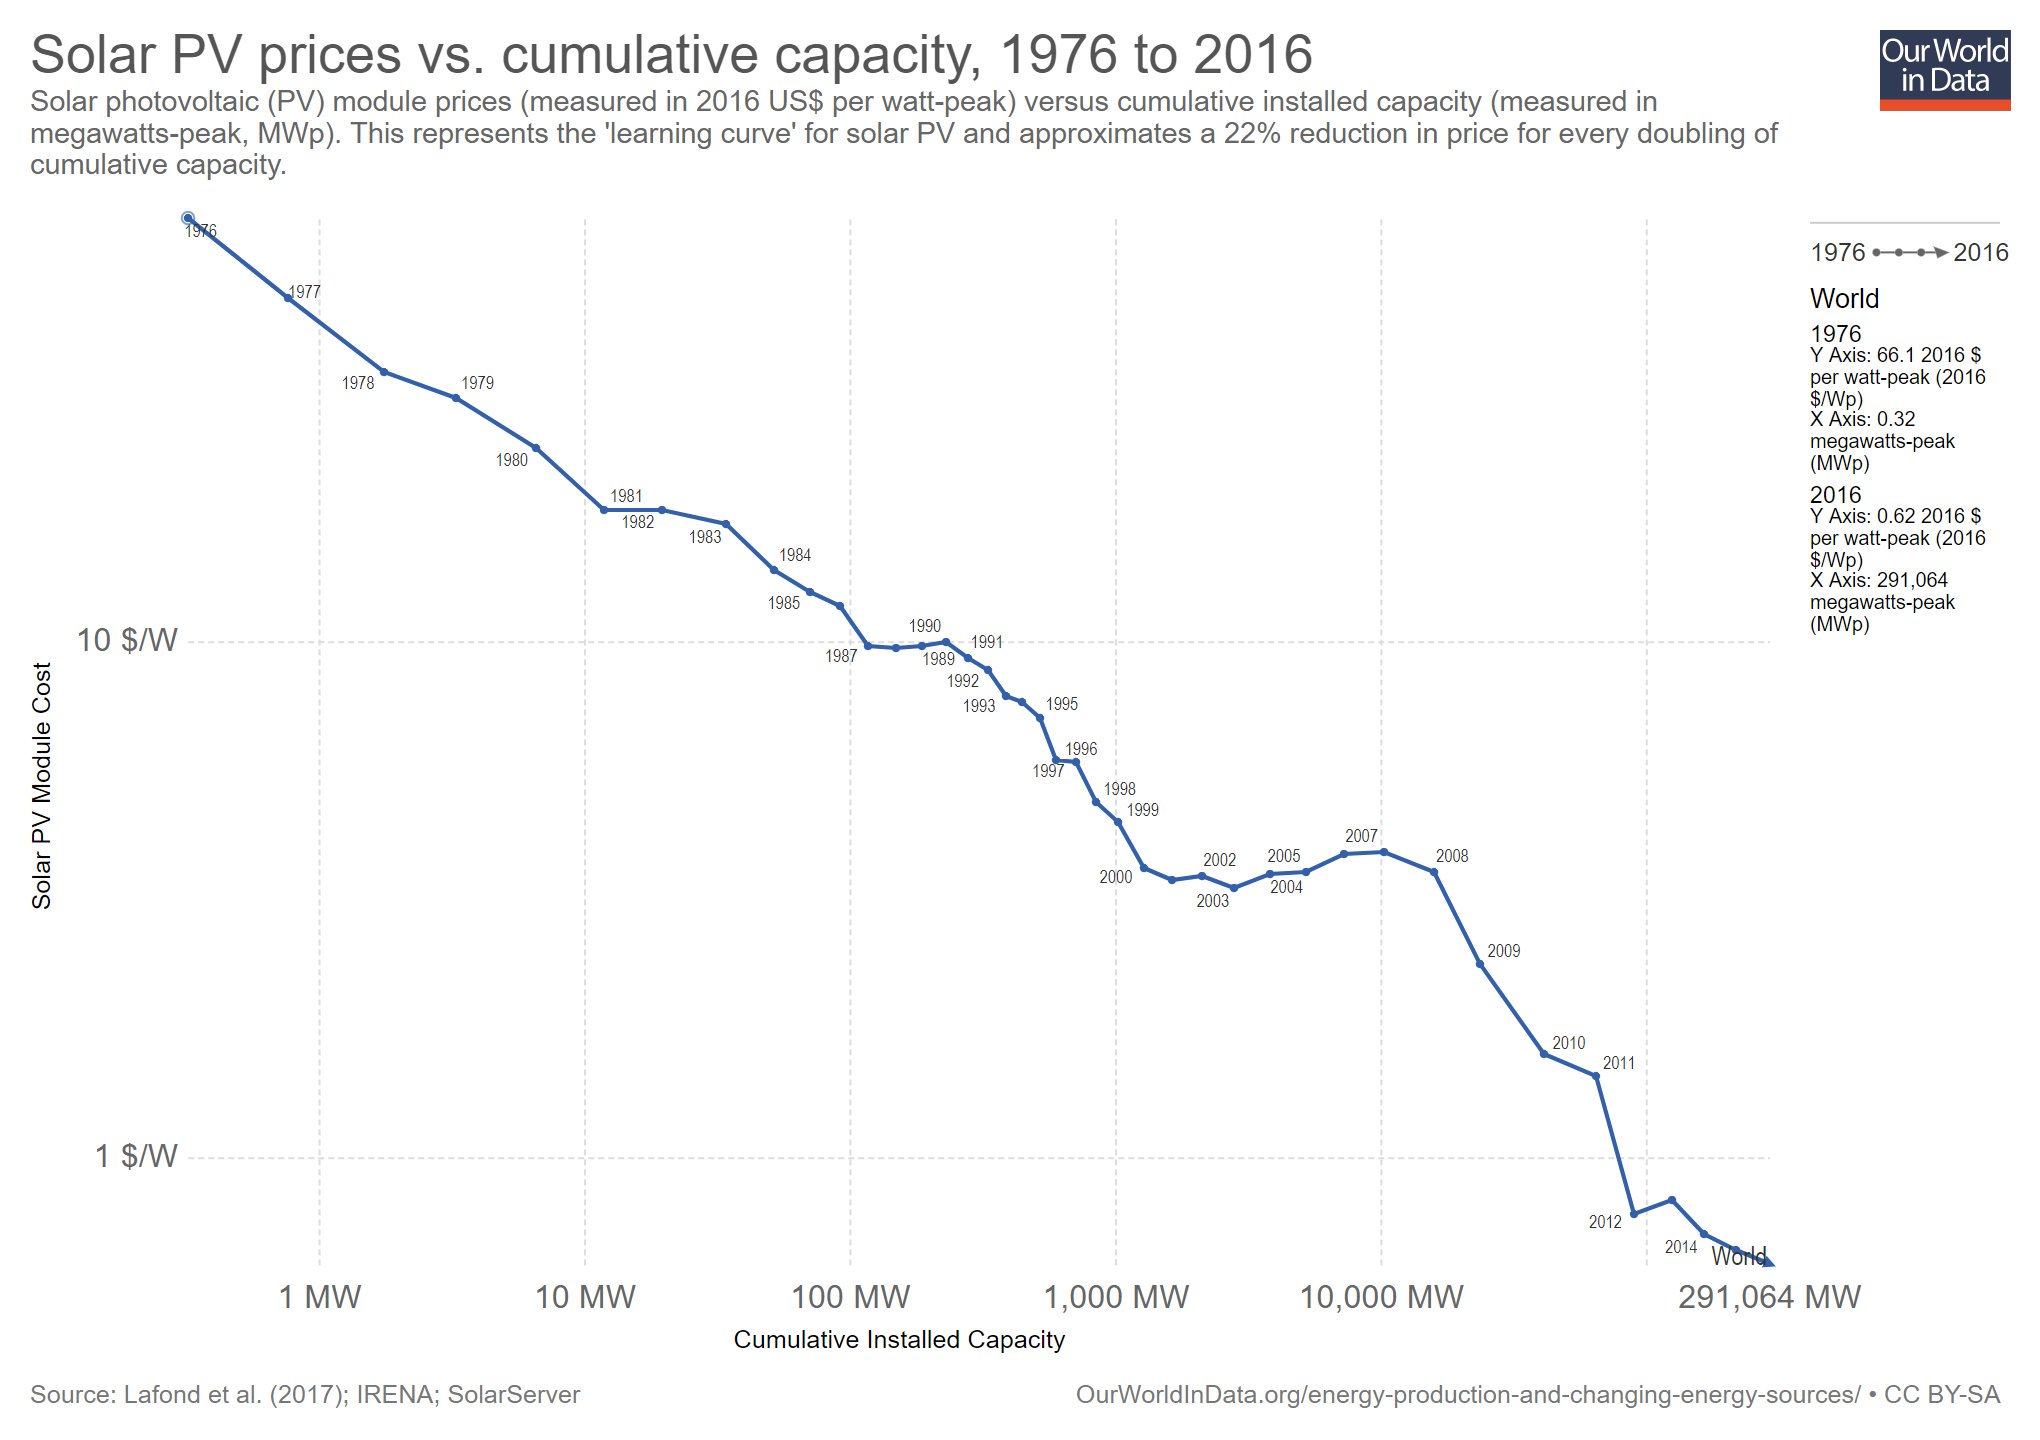 Solar PV prices vs. cumulative capacity, 1976 to 2016
Our World
in Data
Solar photovoltaic (PV) module prices (measured in 2016 US$ per watt-peak) versus cumulative installed capacity (measured in
megawatts-peak, MWp). This represents the 'learning curve' for solar PV and approximates a 22% reduction in price for every doubling of
cumulative capacity.
1976
1977
1978
1979
1980
1981
1982
1983
1984
1985
1987
1990
1989
1991
1992
1993
1995
1996
1997
1998
1999
2000
2002
2003
2005
2004
2007
2008
2009
2010
2011
2012
2014
World
10 $/W
1 $/W
Solar PV Module Cost
1 MW
10 MW
100 MW
1,000 MW
10,000 MW
291,064 MW
Cumulative Installed Capacity
1976 2016
World
1976
Y Axis: 66.1 2016 $
per watt-peak (2016
$/Wp)
X Axis: 0.32
megawatts-peak
(MWp)
2016
Y Axis: 0.62 2016 $
per watt-peak (2016
$/Wp)
X Axis: 291,064
megawatts-peak
(MWp)
Source: Lafond et al. (2017); IRENA; SolarServer
OurWorldInData.org/energy-production-and-changing-energy-sources/ • CC BY-SA